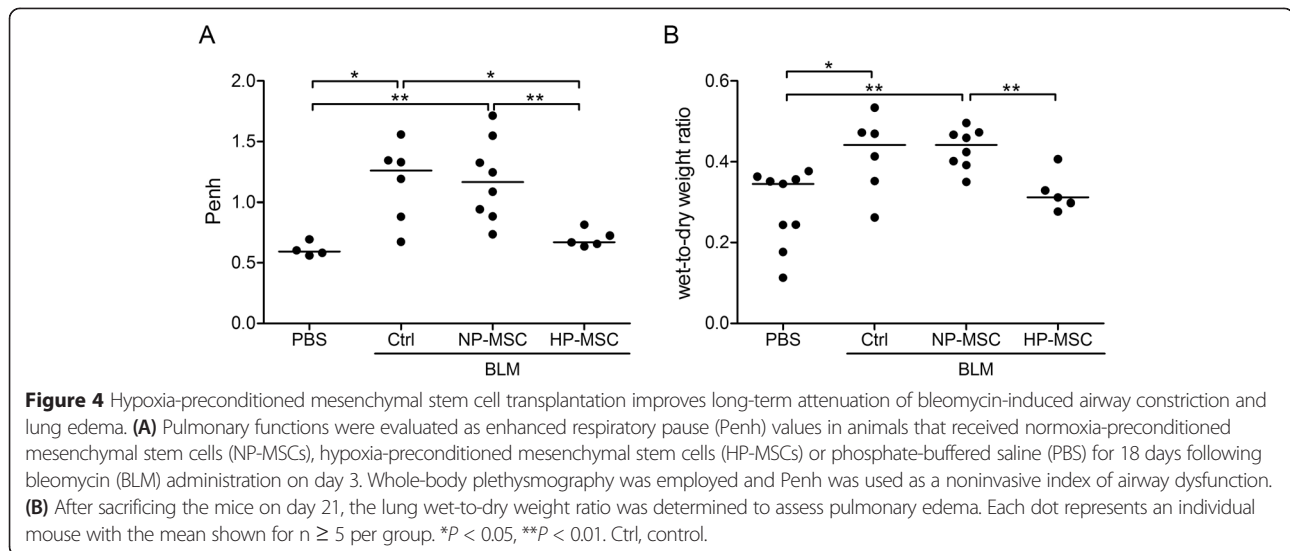 A
B
* *
** **
2.0
1.5
1.0
0.5
0.0
Penh
PBS Ctrl NP-MSC HP-MSC
BLM
*
** **
0.6
0.4
0.2
0.0
wet-to-dry weight ratio
PBS Ctrl NP-MSC HP-MSC
BLM
Figure 4 Hypoxia-preconditioned mesenchymal stem cell transplantation improves long-term attenuation of bleomycin-induced airway constriction and
lung edema. (A) Pulmonary functions were evaluated as enhanced respiratory pause (Penh) values in animals that received normoxia-preconditioned
mesenchymal stem cells (NP-MSCs), hypoxia-preconditioned mesenchymal stem cells (HP-MSCs) or phosphate-buffered saline (PBS) for 18 days following
bleomycin (BLM) administration on day 3. Whole-body plethysmography was employed and Penh was used as a noninvasive index of airway dysfunction.
(B) After sacrificing the mice on day 21, the lung wet-to-dry weight ratio was determined to assess pulmonary edema. Each dot represents an individual
mouse with the mean shown for n ≥ 5 per group. *P < 0.05, **P < 0.01. Ctrl, control.